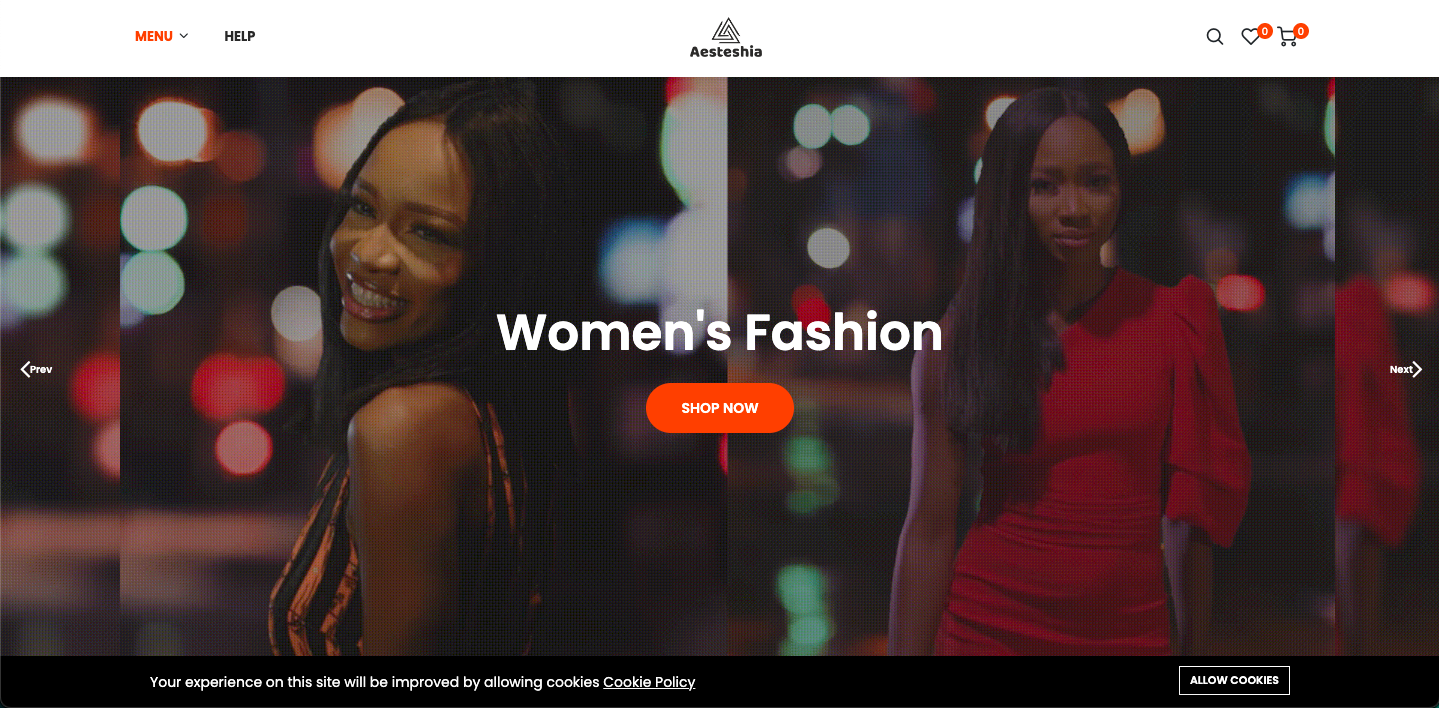 MENU
HELP
Aesteshia
0
0
Women's Fashion
Prev
Next
SHOP NOW
Your experience on this site will be improved by allowing cookies Cookie Policy
ALLOW COOKIES